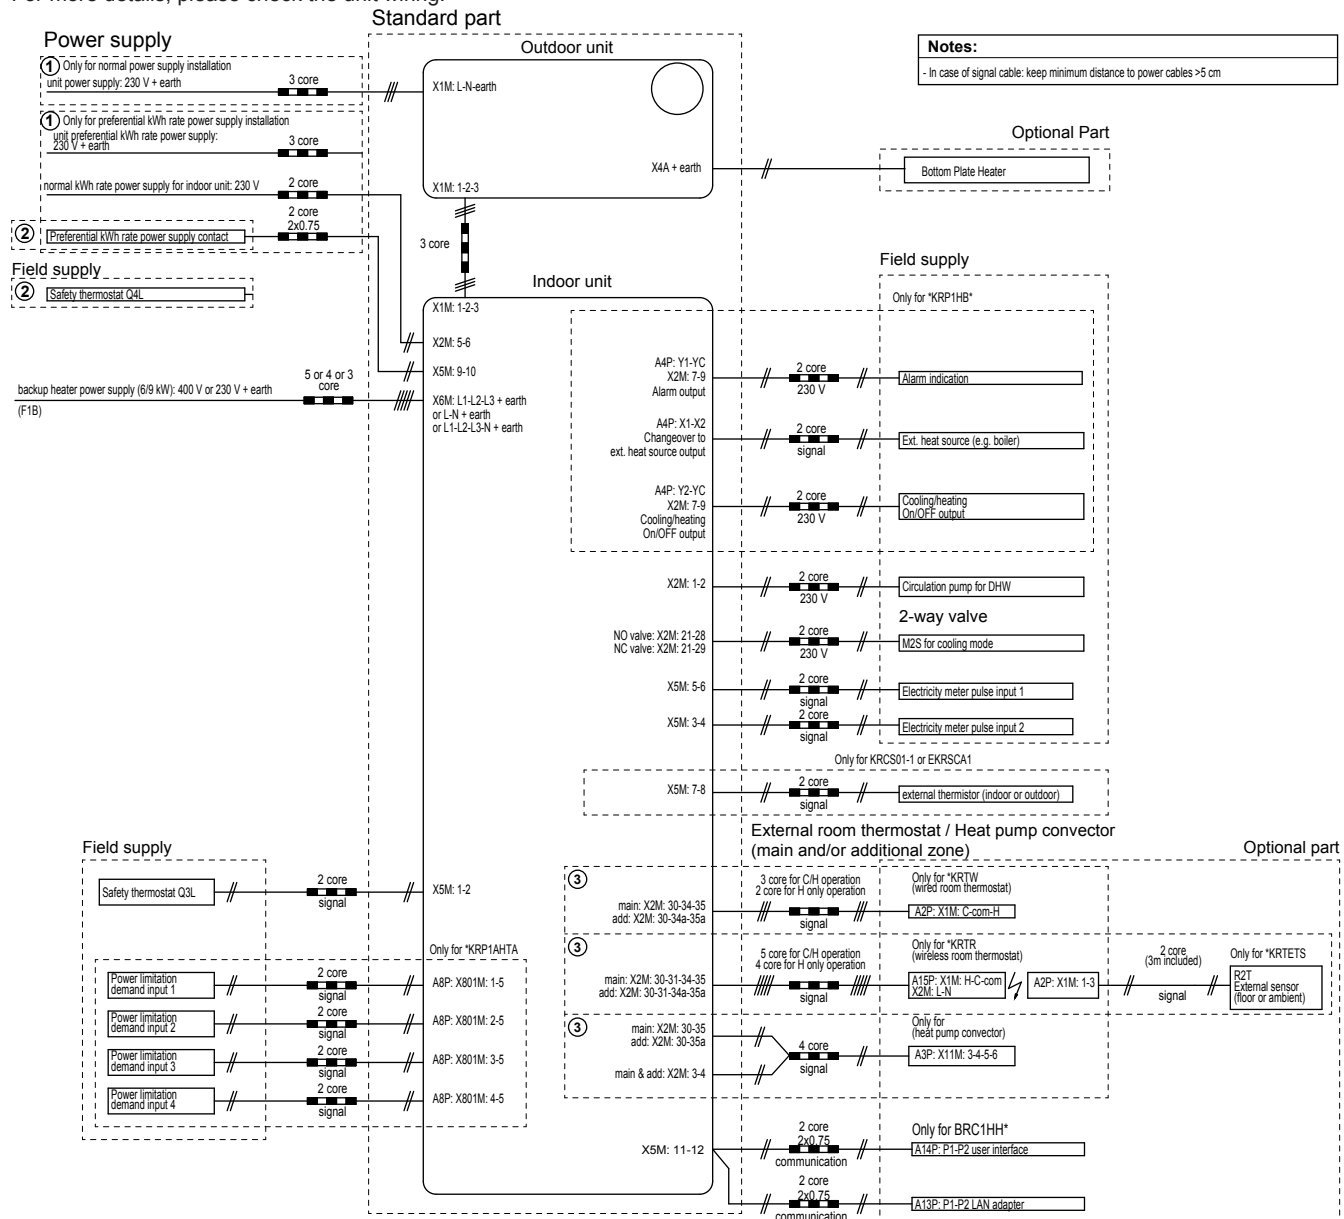 Standard part
Power supply
① Only for normal power supply installation
unit power supply: 230 V + earth
3 core
① Only for preferential kWh rate power supply installation
unit preferential kWh rate power supply:
230 V + earth
3 core
normal kWh rate power supply for indoor unit: 230 V
2 core
2 core
2x0.75
② Preferential kWh rate power supply contact
Field supply
② Safety thermostat Q4L
backup heater power supply (6/9 kW): 400 V or 230 V + earth
(F1B)
5 or 4 or 3
core
Outdoor unit
X1M: L-N-earth
X4A + earth
X1M: 1-2-3
3 core
Notes:
- In case of signal cable: keep minimum distance to power cables >5 cm
Optional Part
Bottom Plate Heater
Indoor unit
X1M: 1-2-3
X2M: 5-6
X5M: 9-10
X6M: L1-L2-L3 + earth
or L-N + earth
or L1-L2-L3-N + earth
Field supply
Only for *KRP1HB*
A4P: Y1-YC
X2M: 7-9
Alarm output
2 core
230 V
Alarm indication
A4P: X1-X2
Changeover to
ext. heat source output
2 core
signal
Ext. heat source (e.g. boiler)
A4P: Y2-YC
X2M: 7-9
Cooling/heating
On/OFF output
2 core
230 V
Cooling/heating
On/OFF output
X2M: 1-2
2 core
230 V
Circulation pump for DHW
2-way valve
NO valve: X2M: 21-28
NC valve: X2M: 21-29
2 core
230 V
M2S for cooling mode
X5M: 5-6
2 core
signal
Electricity meter pulse input 1
X5M: 3-4
2 core
signal
Electricity meter pulse input 2
Only for KRCS01-1 or EKRSCA1
X5M: 7-8
2 core
signal
external thermistor (indoor or outdoor)
External room thermostat / Heat pump convector
(main and/or additional zone)
Optional part
Field supply
Safety thermostat Q3L
2 core
signal
X5M: 1-2
Only for *KRP1AHTA
Power limitation
demand input 1
2 core
signal
A8P: X801M: 1-5
Power limitation
demand input 2
2 core
signal
A8P: X801M: 2-5
Power limitation
demand input 3
2 core
signal
A8P: X801M: 3-5
Power limitation
demand input 4
2 core
signal
A8P: X801M: 4-5
③
3 core for C/H operation
2 core for H only operation
main: X2M: 30-34-35
add: X2M: 30-34a-35a
signal
Only for *KRTW
(wired room thermostat)
A2P: X1M: C-com-H
③
5 core for C/H operation
4 core for H only operation
main: X2M: 30-31-34-35
add: X2M: 30-31-34a-35a
signal
Only for *KRTR
(wireless room thermostat)
A15P: X1M: H-C-com
X2M: L-N
A2P: X1M: 1-3
2 core
(3m included)
signal
Only for *KRTETS
R2T
External sensor
(floor or ambient)
③
main: X2M: 30-35
add: X2M: 30-35a
main & add: X2M: 3-4
4 core
signal
Only for
(heat pump convector)
A3P: X11M: 3-4-5-6
X5M: 11-12
2 core
2x0.75
communication
Only for BRC1HH*
A14P: P1-P2 user interface
2 core
2x0.75
communication
A13P: P1-P2 LAN adapter